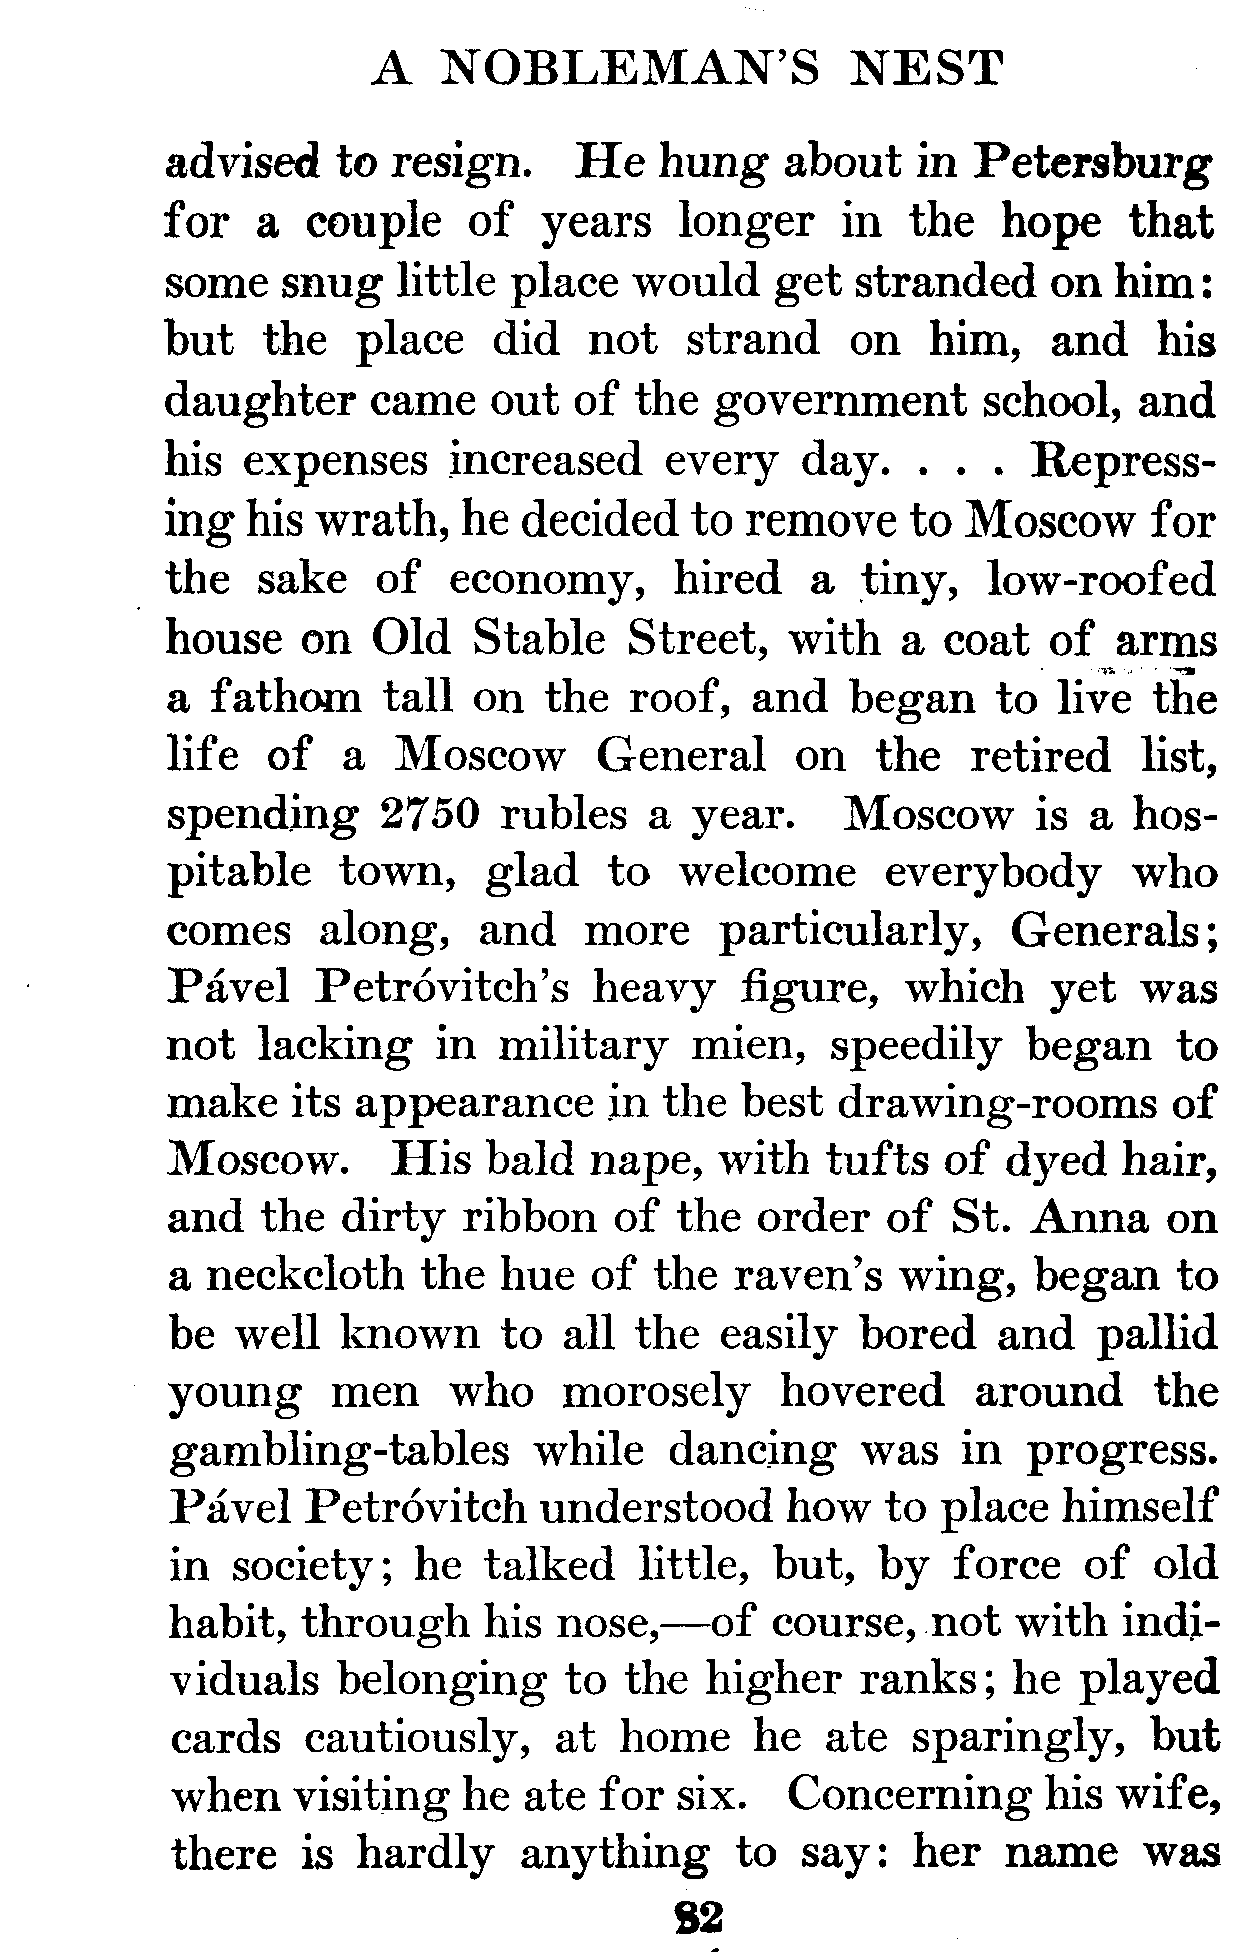 A NOBLEMAN'S NEST
advised to resign. He hung about in Petersburg
for a couple of years longer in the hope that
some snug little place would get stranded on him:
but the place did not strand on him, and his
daughter came out of the government school, and
his expenses increased every day. . . . Repress-
ing his wrath, he decided to remove to Moscow for
the sake of economy, hired a tiny, low-roofed
house on Old Stable Street, with a coat of arms
a fathom tall on the roof, and began to live the
life of a Moscow General on the retired list,
spending 2750 rubles a year. Moscow is a hos-
pitable town, glad to welcome everybody who
comes along, and more particularly, Generals;
Pável Petróvitch's heavy figure, which yet was
not lacking in military mien, speedily began to
make its appearance in the best drawing-rooms of
Moscow. His bald nape, with tufts of dyed hair,
and the dirty ribbon of the order of St. Anna on
a neckcloth the hue of the raven's wing, began to
be well known to all the easily bored and pallid
young men who morosely hovered around the
gambling-tables while dancing was in progress.
Pável Petróvitch understood how to place himself
in society; he talked little, but, by force of old
habit, through his nose,—of course, not with indi-
viduals belonging to the higher ranks; he played
cards cautiously, at home he ate sparingly, but
when visiting he ate for six. Concerning his wife,
there is hardly anything to say: her name was
82